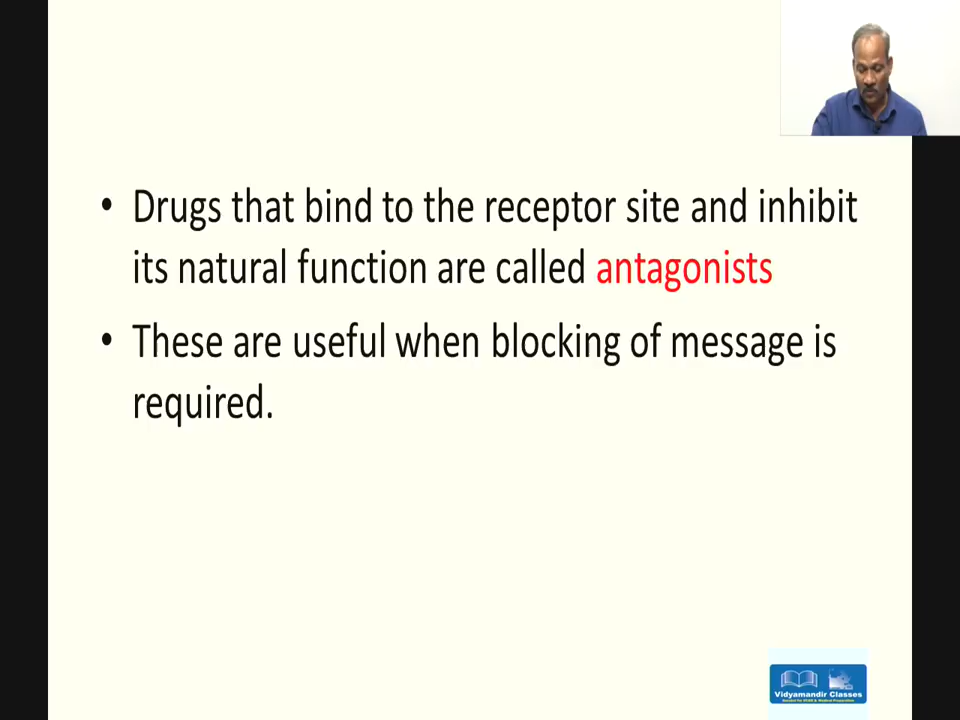 • Drugs that bind to the receptor site and inhibit
its natural function are called antagonists
• These are useful when blocking of message is
required.
Vidyamandir Classes